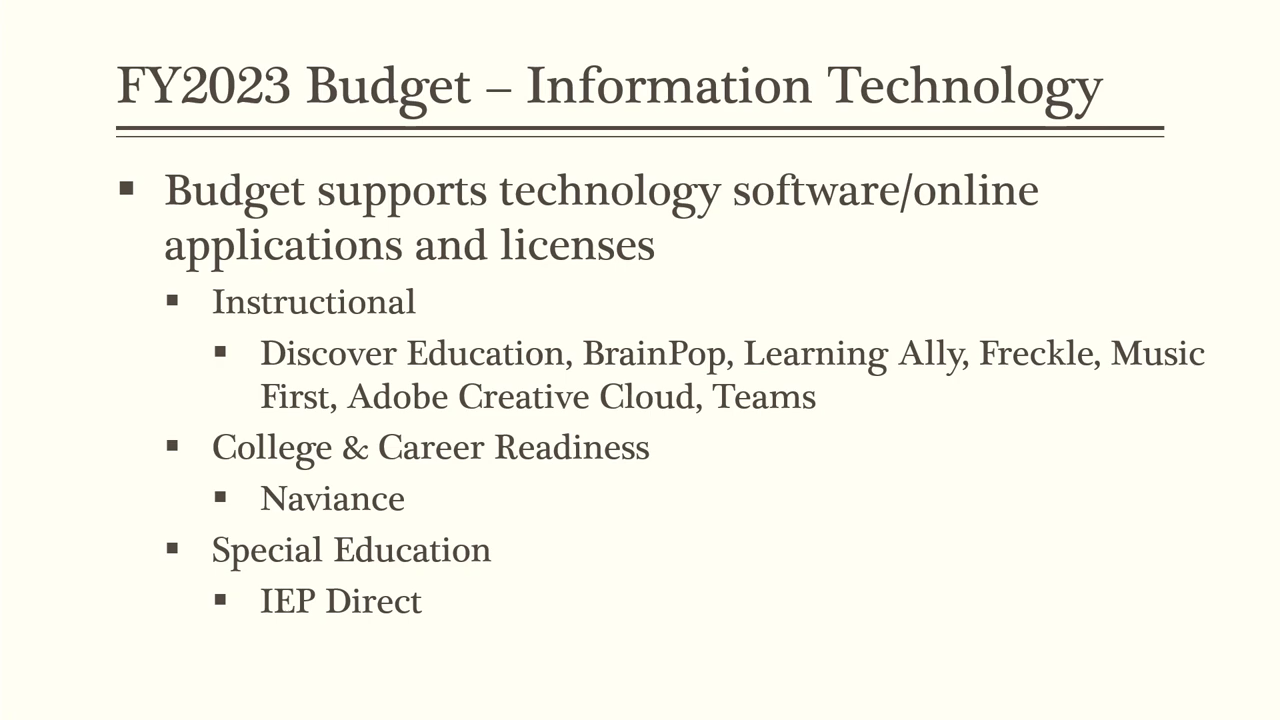 FY2023 Budget – Information Technology
▪ Budget supports technology software/online
applications and licenses
▪ Instructional
▪ Discover Education, BrainPop, Learning Ally, Freckle, Music
First, Adobe Creative Cloud, Teams
▪ College & Career Readiness
▪ Naviance
▪ Special Education
▪ IEP Direct